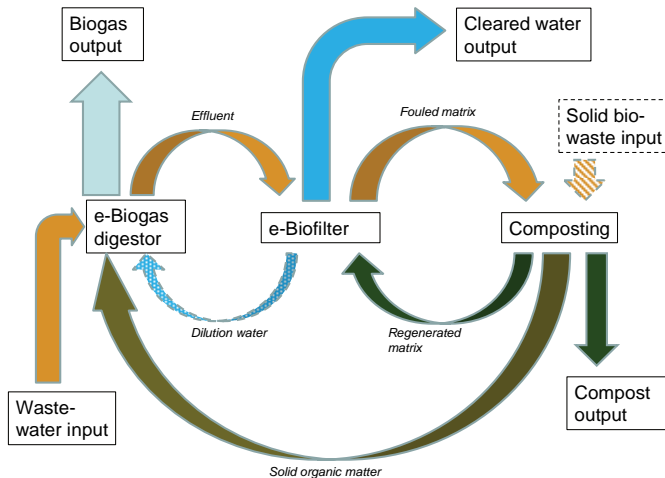 Biogas
output
Cleared water
output
Effluent
Fouled matrix
Solid bio-
waste input
e-Biogas
digestor
e-Biofilter
Composting
Dilution water
Regenerated
matrix
Waste-
water input
Compost
output
Solid organic matter